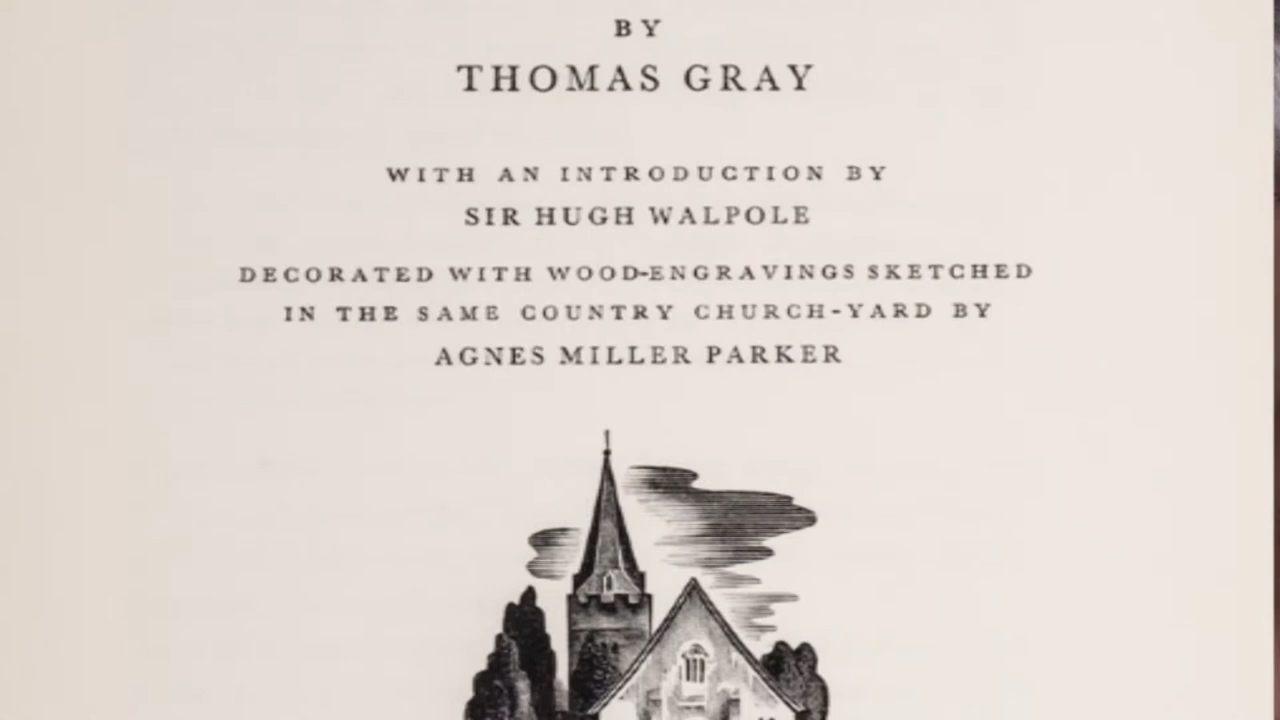 BY
THOMAS GRAY
WITH AN INTRODUCTION BY
SIR HUGH WALPOLE
DECORATED WITH WOOD-ENGRAVINGS SKETCHED
IN THE SAME COUNTRY CHURCH-YARD BY
AGNES MILLER PARKER